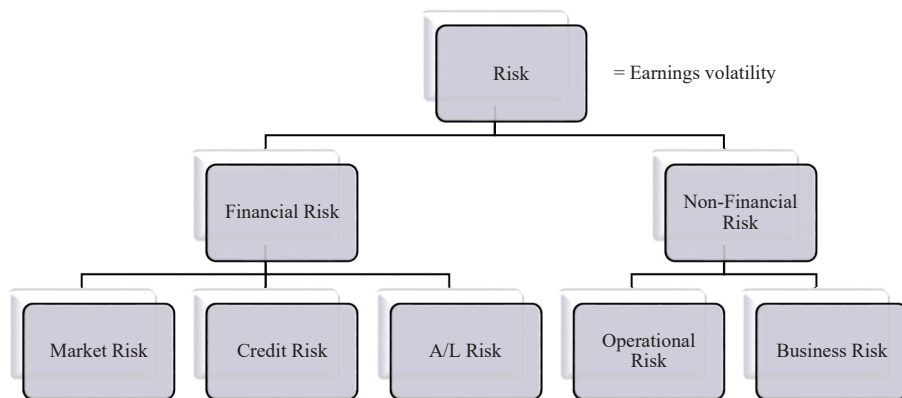 Risk
= Earnings volatility
Financial Risk
Non-Financial
Risk
Market Risk
Credit Risk
A/L Risk
Operational
Risk
Business Risk